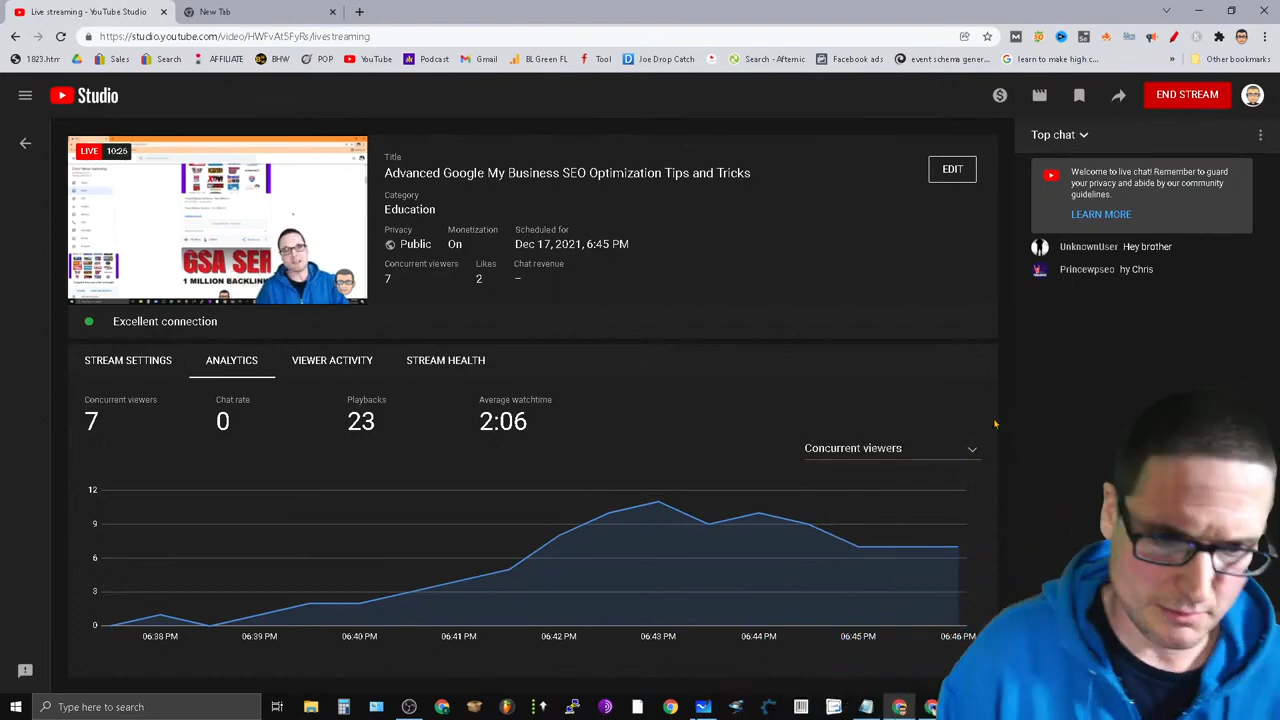 Live streaming - YouTube Studio
New Tab
https://studio.youtube.com/video/HWFvAt5FyRs/livestreaming
1823.htm
Sales
Search
AFFILIATE
BHW
POP
YouTube
Podcast
Gmail
BL Green FL
Tool
Joe Drop Catch
Search - Afternic
Facebook ads
event schema gener...
learn to make high c...
Other bookmarks
Studio
END STREAM
Top chat
LIVE 10:26
GSA SER
1 MILLION BACKLIN
Title
Advanced Google My business SEO Optimization Tips and Tricks
EDIT
Category
Education
Privacy Monetization Scheduled for
Public On Dec 17, 2021, 6:45 PM
Concurrent viewers Likes Chat revenue
7 2
Excellent connection
Welcome to live chat! Remember to guard
your privacy and abide by our community
guidelines.
LEARN MORE
UnknownUser Hey brother
Princewpseo by Chris
STREAM SETTINGS ANALYTICS VIEWER ACTIVITY STREAM HEALTH
Concurrent viewers Chat rate Playbacks Average watchtime
7 0 23 2:06
Concurrent viewers
12
9
6
3
0
06:38 PM 06:39 PM 06:40 PM 06:41 PM 06:42 PM 06:43 PM 06:44 PM 06:45 PM 06:46 PM
Type here to search